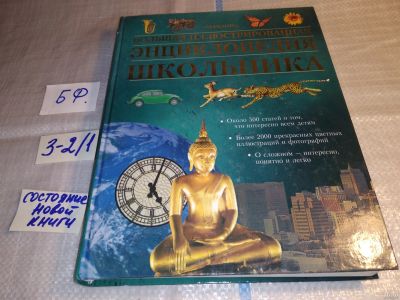 БОЛЬШАЯ ИЛЛЮСТРИРОВАННАЯ
ЭНЦИКЛОПЕДИЯ
ШКОЛЬНИКА
• Около 500 статей о том,
что интересно всем детям
• Более 2000 прекрасных цветных
иллюстраций и фотографий
• О сложном – интересно,
понятно и легко
Б Ф.
3-2/1
СОСТОЯНИЕ
НОВОЙ
КНИГИ